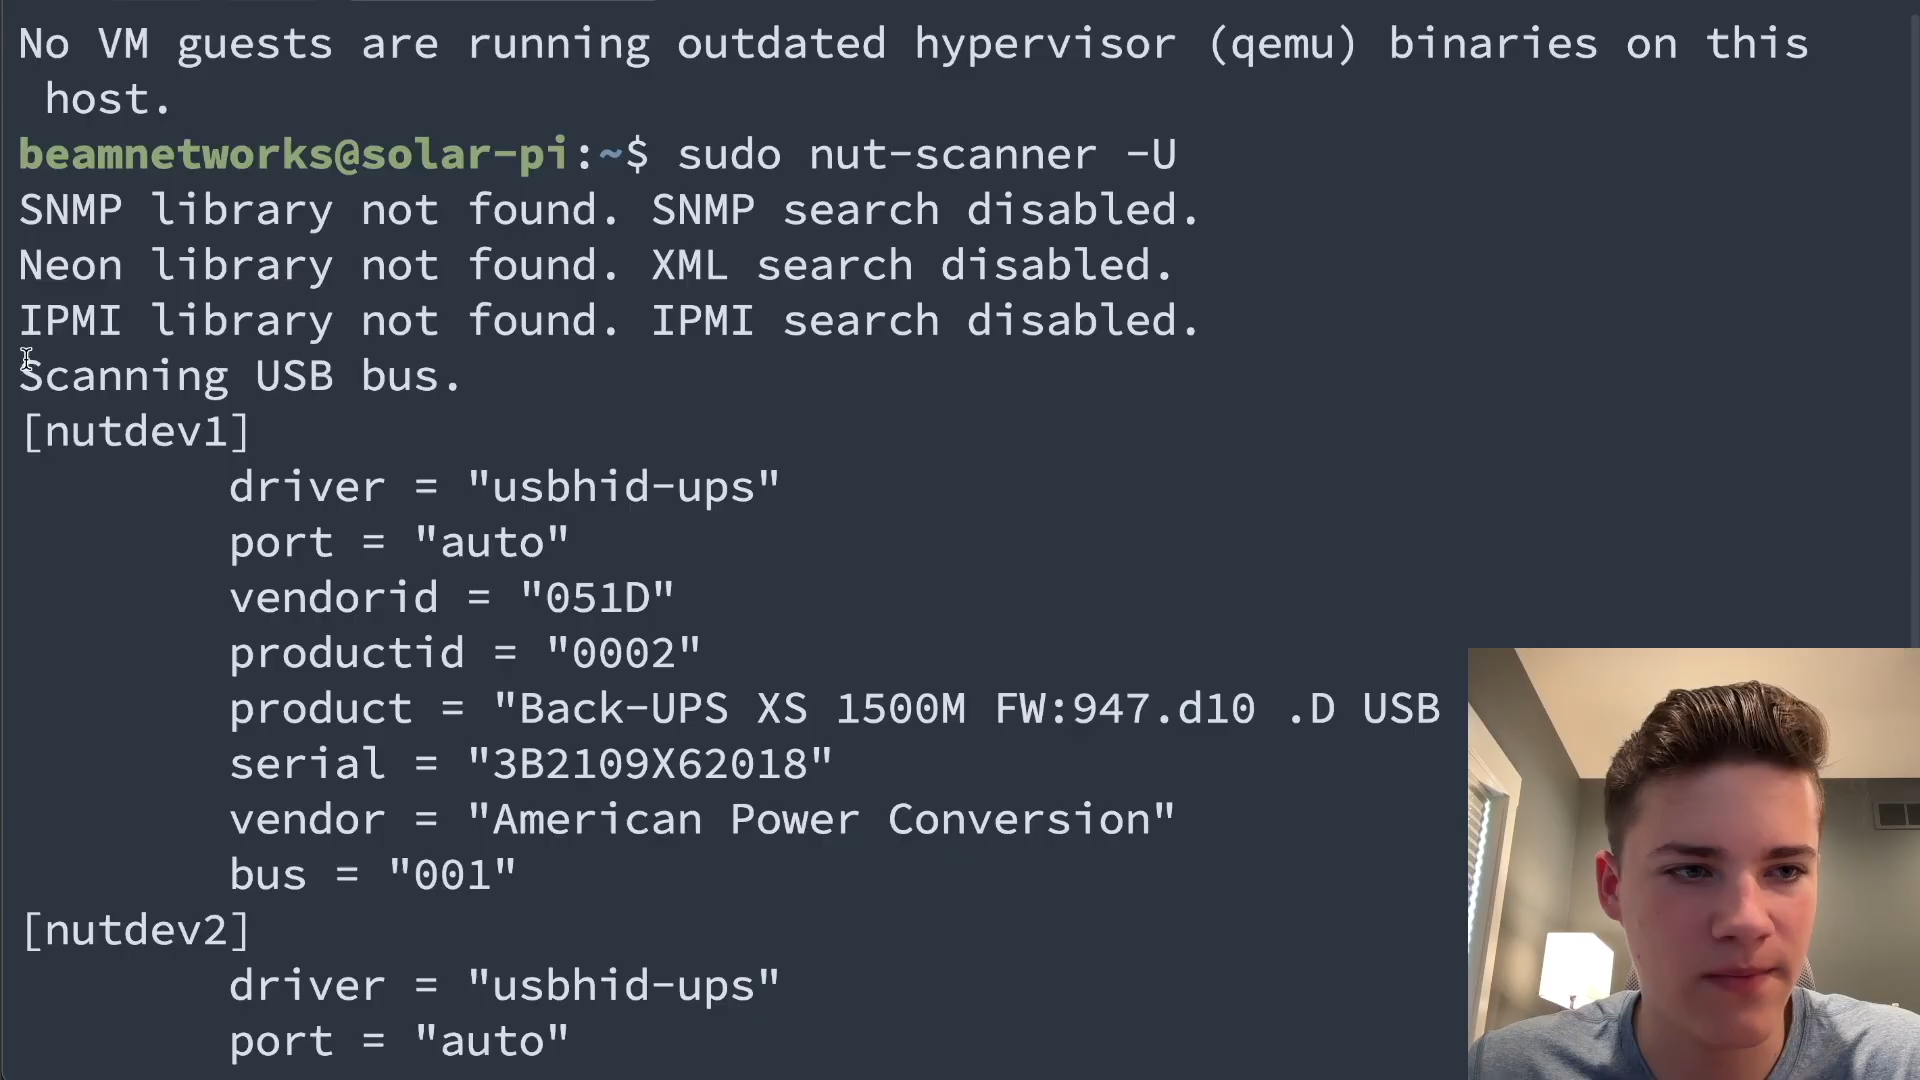 No VM guests are running outdated hypervisor (qemu) binaries on this
host.
beamnetworks@solar-pi:~$ sudo nut-scanner -U
SNMP library not found. SNMP search disabled.
Neon library not found. XML search disabled.
IPMI library not found. IPMI search disabled.
Scanning USB bus.
[nutdev1]
driver = "usbhid-ups"
port = "auto"
vendorid = "051D"
productid = "0002"
product = "Back-UPS XS 1500M FW:947.d10 .D USB
serial = "3B2109X62018"
vendor = "American Power Conversion"
bus = "001"
[nutdev2]
driver = "usbhid-ups"
port = "auto"